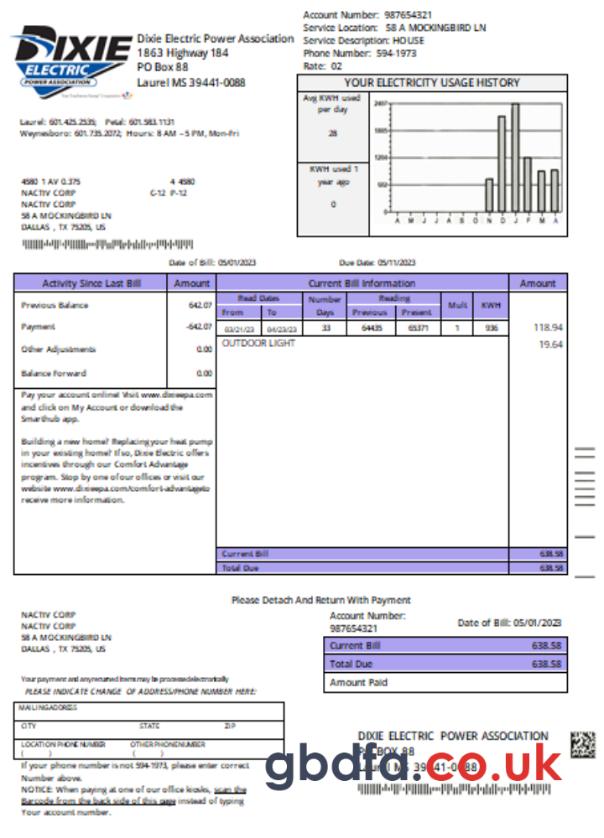 DIXIE
ELECTRIC
POWER ASSOCIATION
Dixie Electric Power Association
1863 Highway 184
PO Box 88
Laurel MS 39441-0088
Account Number: 987654321
Service Location: 58 A MOCKINGBIRD LN
Service Description: HOUSE
Phone Number: 594-1973
Rate: 02
YOUR ELECTRICITY USAGE HISTORY
Avg KWH used
per day
28
KWH used 1
year ago
0
A M J J A S O N D J F M A
Laurel: 601.425.2535; Petal: 601.583.1131
Waynesboro: 601.735.2072; Hours: 8 AM – 5 PM, Mon-Fri
4580 1 AV 0.375 4 4580
NACTIV CORP C-12 P-12
NACTIV CORP
58 A MOCKINGBIRD LN
DALLAS , TX 75205, US
Date of Bill: 05/01/2023 Due Date: 05/11/2023
Activity Since Last Bill Amount
Previous Balance 642.07
Payment -642.07
Other Adjustments 0.00
Balance Forward 0.00
Current Bill Information Amount
Read Dates Number Reading Mult KWH
From To Days Previous Present
03/21/23 04/23/23 33 64435 65371 1 936 118.94
OUTDOOR LIGHT 19.64
Pay your account online! Visit www.dixieepa.com
and click on My Account or download the
Smarthub app.
Building a new home? Replacing your heat pump
in your existing home? If so, Dixie Electric offers
incentives through our Comfort Advantage
program. Stop by one of our offices or visit our
website www.dixieepa.com/comfort-advantage to
receive more information.
Current Bill 638.58
Total Due 638.58
Please Detach And Return With Payment
NACTIV CORP
NACTIV CORP
58 A MOCKINGBIRD LN
DALLAS , TX 75205, US
Account Number:
987654321
Date of Bill: 05/01/2023
Current Bill 638.58
Total Due 638.58
Amount Paid
Your payment and any returned items may be processed electronically
PLEASE INDICATE CHANGE OF ADDRESS/PHONE NUMBER HERE:
MAILING ADDRESS
CITY STATE ZIP
LOCATION PHONE NUMBER OTHER PHONE NUMBER
( ) ( )
If your phone number is not 594-1973, please enter correct
Number above.
NOTICE: When paying at one of our office kiosks, scan the
Barcode from the back side of this page instead of typing
Your account number.
DIXIE ELECTRIC POWER ASSOCIATION
PO BOX 88
Laurel MS 39441-0088
gbdfa.co.uk